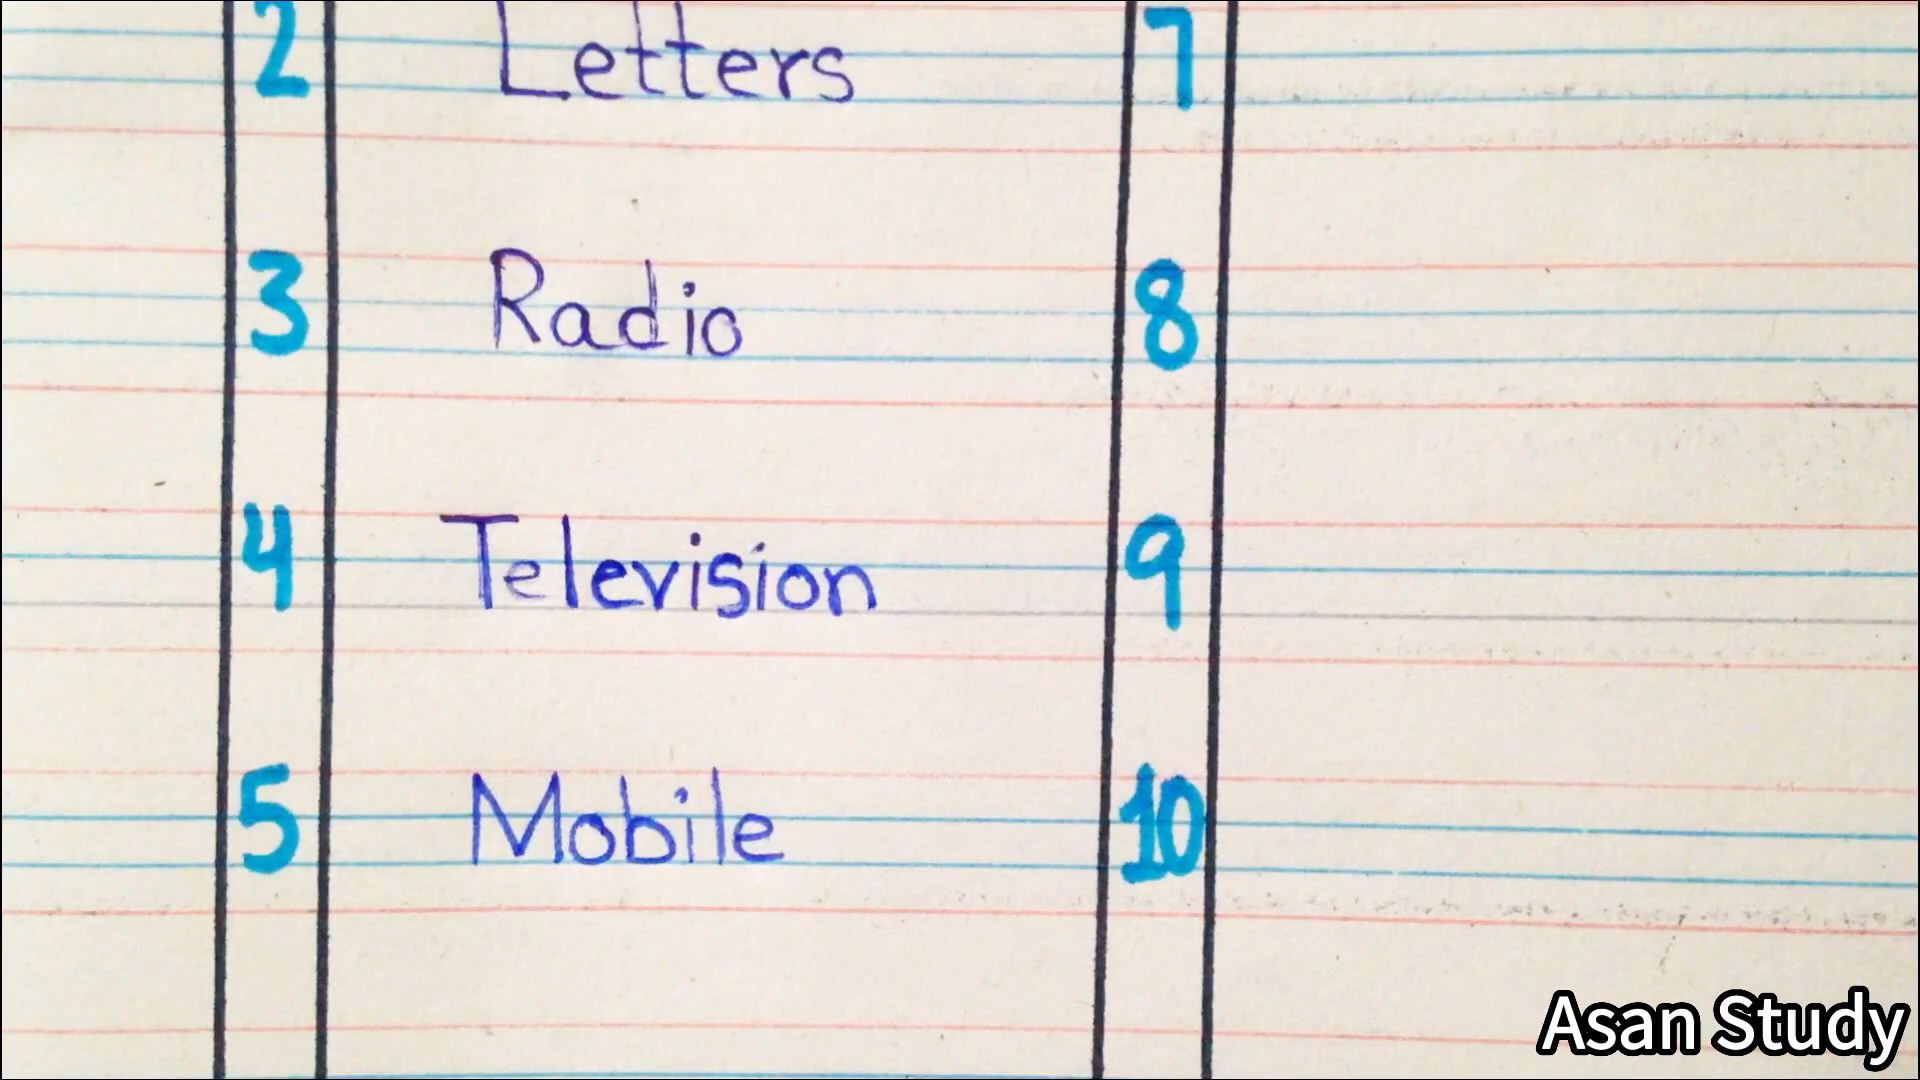 2 Letters 7
3 Radio 8
4 Television 9
5 Mobile 10
Asan Study